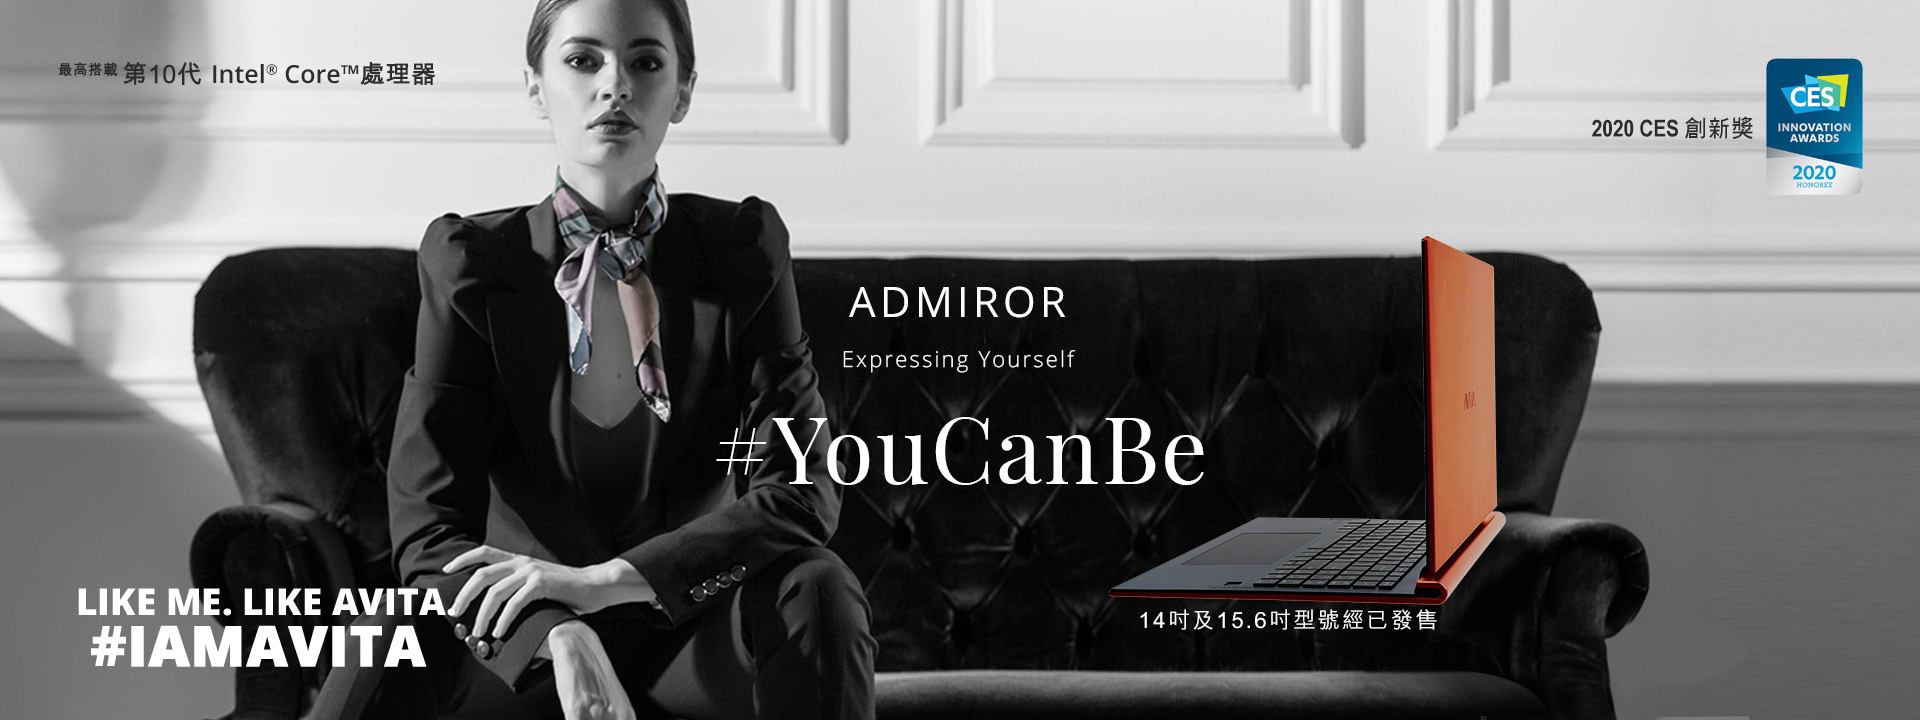 最高搭載 第10代 Intel® Core™處理器
2020 CES 創新獎
CES
INNOVATION
AWARDS
2020
HONOREE
ADMIROR
Expressing Yourself
#YouCanBe
AVITA
LIKE ME. LIKE AVITA.
#IAMAVITA
14吋及15.6吋型號經已發售